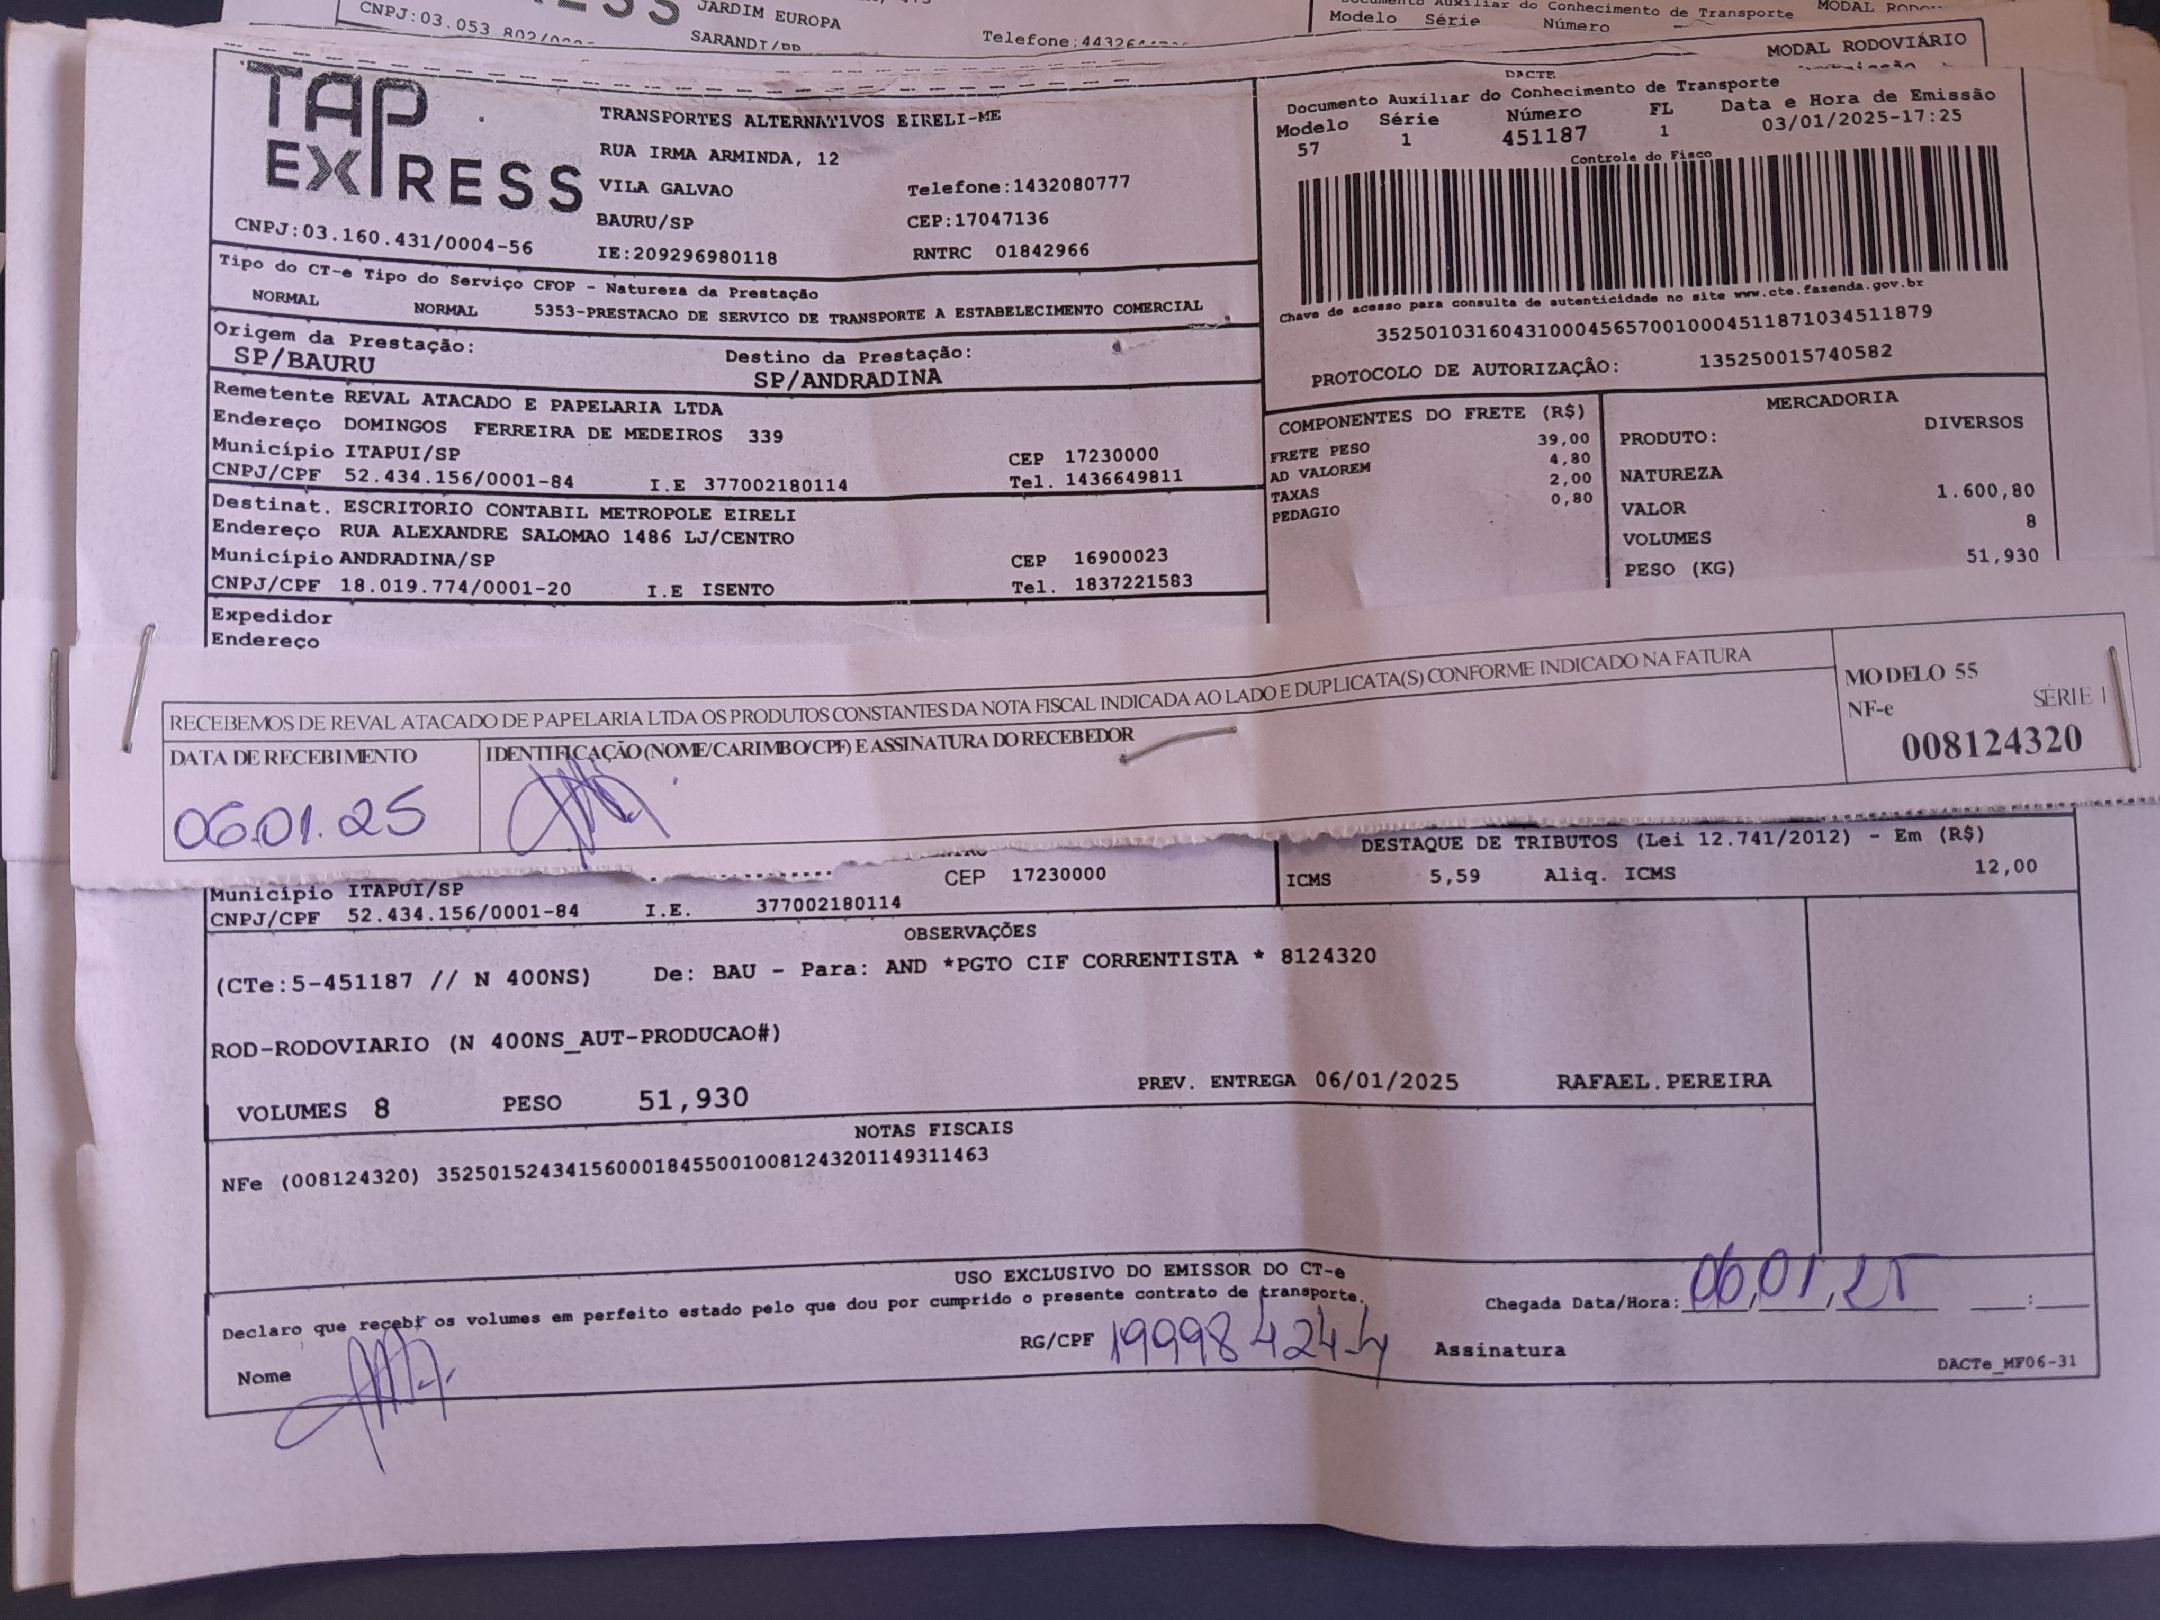 CNPJ:03.053.802/
JARDIM EUROPA
SARANDI/PR
Conhecimento de Transporte
Modelo Série Número
MODAL RODOVIÁRIO
TAP EXPRESS
CNPJ:03.160.431/0004-56
TRANSPORTES ALTERNATIVOS EIRELI-ME
RUA IRMA ARMINDA, 12
VILA GALVAO Telefone:1432080777
BAURU/SP CEP:17047136
IE:209296980118 RNTRC 01842966
DACTE
Documento Auxiliar do Conhecimento de Transporte
Modelo Série Número FL Data e Hora de Emissão
57 1 451187 1 03/01/2025-17:25
Controle do Fisco
Chave de acesso para consulta de autenticidade no site www.cte.fazenda.gov.br
35250103160431000456570010004511871034511879
PROTOCOLO DE AUTORIZAÇÂO: 135250015740582
Tipo do CT-e Tipo do Serviço CFOP - Natureza da Prestação
NORMAL NORMAL 5353-PRESTACAO DE SERVICO DE TRANSPORTE A ESTABELECIMENTO COMERCIAL
Origem da Prestação: Destino da Prestação:
SP/BAURU SP/ANDRADINA
Remetente REVAL ATACADO E PAPELARIA LTDA
Endereço DOMINGOS FERREIRA DE MEDEIROS 339
Município ITAPUI/SP CEP 17230000
CNPJ/CPF 52.434.156/0001-84 I.E 377002180114 Tel. 1436649811
Destinat. ESCRITORIO CONTABIL METROPOLE EIRELI
Endereço RUA ALEXANDRE SALOMAO 1486 LJ/CENTRO
Município ANDRADINA/SP CEP 16900023
CNPJ/CPF 18.019.774/0001-20 I.E ISENTO Tel. 1837221583
Expedidor
Endereço
COMPONENTES DO FRETE (R$)
FRETE PESO 39,00
AD VALOREM 4,80
TAXAS 2,00
PEDAGIO 0,80
MERCADORIA
PRODUTO: DIVERSOS
NATUREZA
VALOR 1.600,80
VOLUMES 8
PESO (KG) 51,930
RECEBEMOS DE REVAL ATACADO DE PAPELARIA LTDA OS PRODUTOS CONSTANTES DA NOTA FISCAL INDICADA AO LADO E DUPLICATA(S) CONFORME INDICADO NA FATURA
DATA DE RECEBIMENTO
IDENTIFICAÇÃO (NOME/CARIMBO/CPF) E ASSINATURA DO RECEBEDOR
06.01.25
MODELO 55
NF-e SÉRIE 1
008124320
Município ITAPUI/SP CEP 17230000
CNPJ/CPF 52.434.156/0001-84 I.E. 377002180114
DESTAQUE DE TRIBUTOS (Lei 12.741/2012) - Em (R$)
ICMS 5,59 Aliq. ICMS 12,00
OBSERVAÇÕES
(CTe:5-451187 // N 400NS) De: BAU - Para: AND *PGTO CIF CORRENTISTA * 8124320
ROD-RODOVIARIO (N 400NS_AUT-PRODUCAO#)
VOLUMES 8 PESO 51,930 PREV. ENTREGA 06/01/2025 RAFAEL.PEREIRA
NOTAS FISCAIS
NFe (008124320) 35250152434156000184550010081243201149311463
USO EXCLUSIVO DO EMISSOR DO CT-e
Declaro que recebi os volumes em perfeito estado pelo que dou por cumprido o presente contrato de transporte.
Chegada Data/Hora: 06,01,25 :
Nome RG/CPF 19998424-4 Assinatura
DACTe_MF06-31